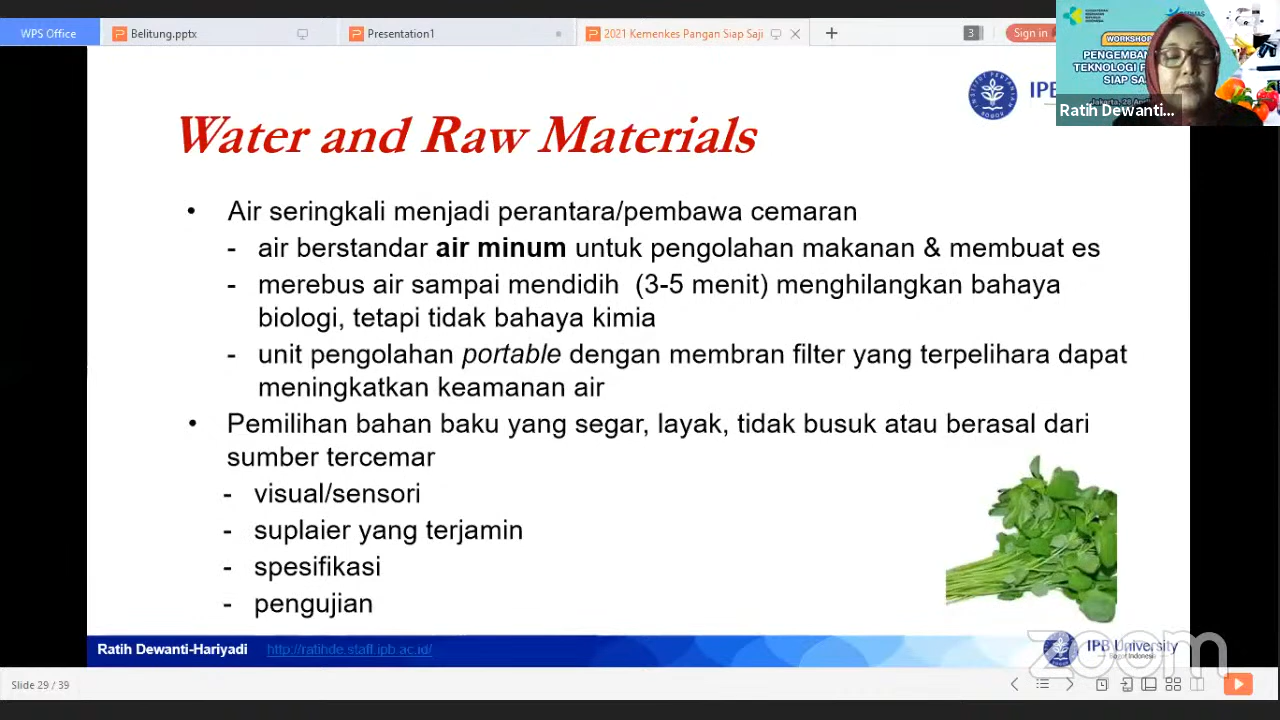 WPS Office
Belitung.pptx
Presentation1
2021 Kemenkes Pangan Siap Saji
3
Sign in
WORKSHOP
Ratih Dewanti...
Water and Raw Materials
• Air seringkali menjadi perantara/pembawa cemaran
- air berstandar air minum untuk pengolahan makanan & membuat es
- merebus air sampai mendidih (3-5 menit) menghilangkan bahaya
biologi, tetapi tidak bahaya kimia
- unit pengolahan portable dengan membran filter yang terpelihara dapat
meningkatkan keamanan air
• Pemilihan bahan baku yang segar, layak, tidak busuk atau berasal dari
sumber tercemar
- visual/sensori
- suplaier yang terjamin
- spesifikasi
- pengujian
Ratih Dewanti-Hariyadi
http://ratihde.staff.ipb.ac.id/
IPB University
Bogor Indonesia
zoom
Slide 29 / 39